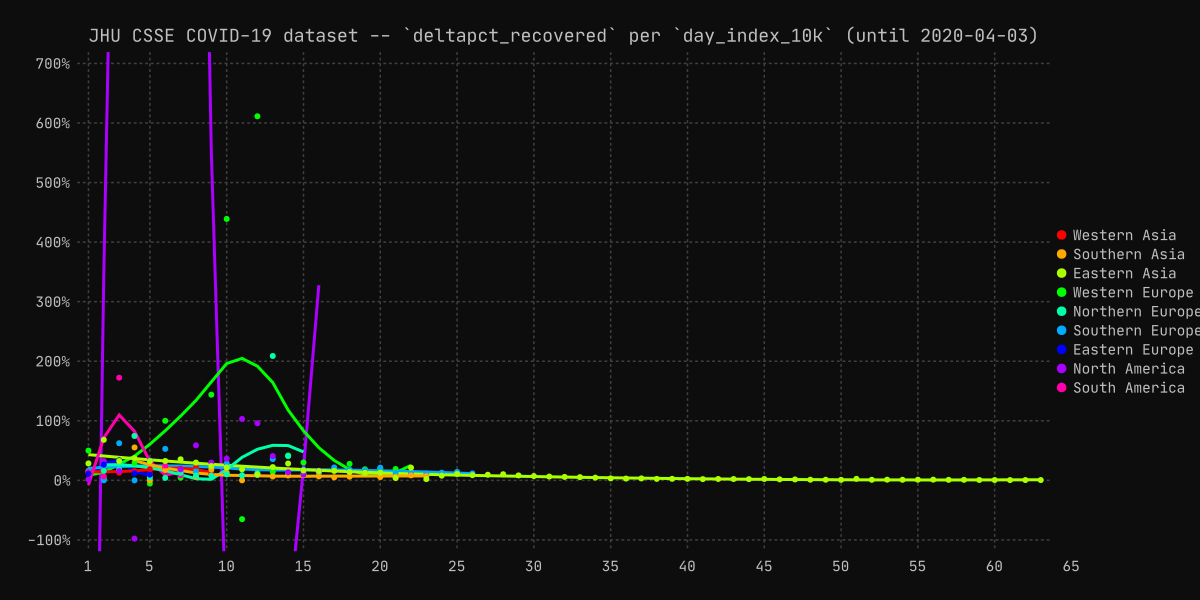 JHU CSSE COVID-19 dataset -- `deltapct_recovered` per `day_index_10k` (until 2020-04-03)
700%
600%
500%
400%
300%
200%
100%
0%
-100%
1 5 10 15 20 25 30 35 40 45 50 55 60 65
Western Asia
Southern Asia
Eastern Asia
Western Europe
Northern Europe
Southern Europe
Eastern Europe
North America
South America